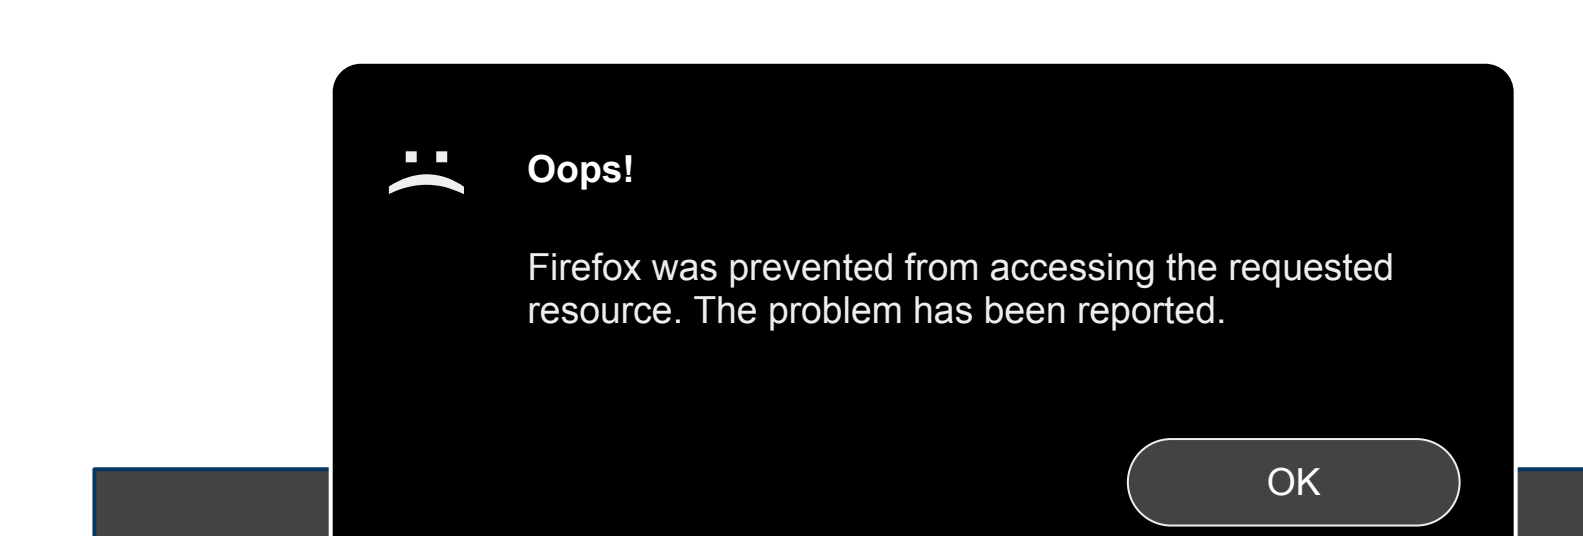 Oops!
Firefox was prevented from accessing the requested
resource. The problem has been reported.
OK